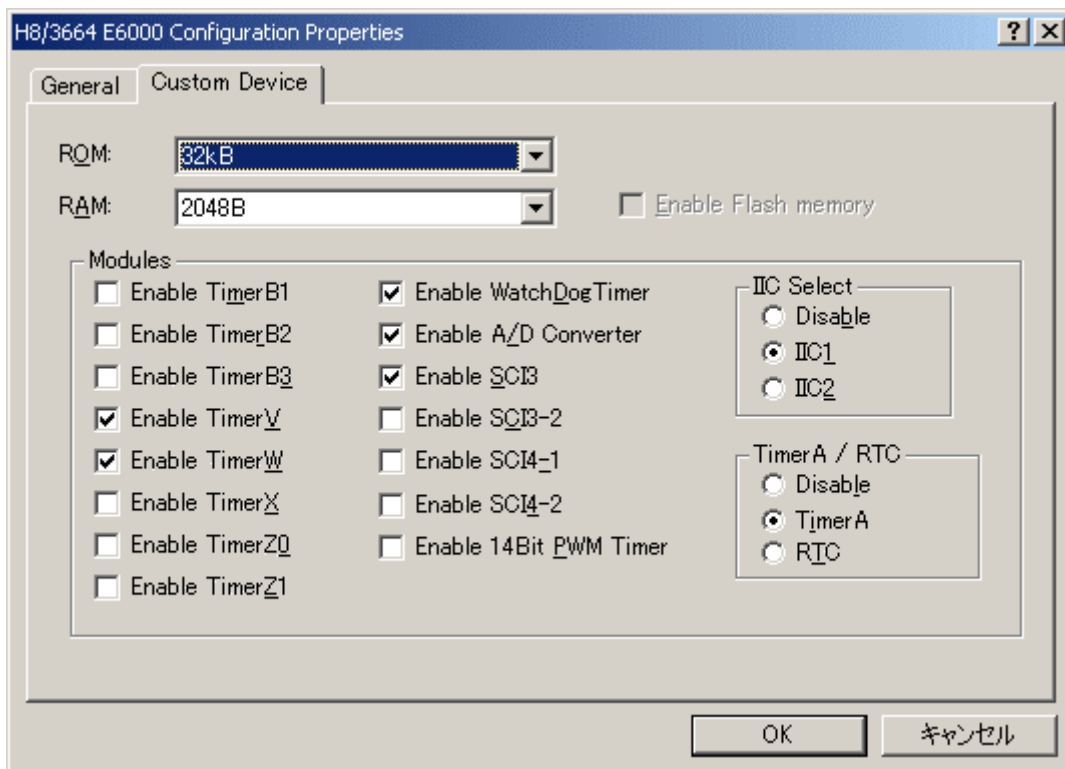 H8/3664 E6000 Configuration Properties
General Custom Device
ROM: 32kB
RAM: 2048B Enable Flash memory
Modules
Enable TimerB1
Enable TimerB2
Enable TimerB3
Enable TimerV
Enable TimerW
Enable TimerX
Enable TimerZ0
Enable TimerZ1
Enable WatchDogTimer
Enable A/D Converter
Enable SCI3
Enable SCI3-2
Enable SCI4-1
Enable SCI4-2
Enable 14Bit PWM Timer
IIC Select
Disable
IIC1
IIC2
TimerA / RTC
Disable
TimerA
RTC
OK キャンセル